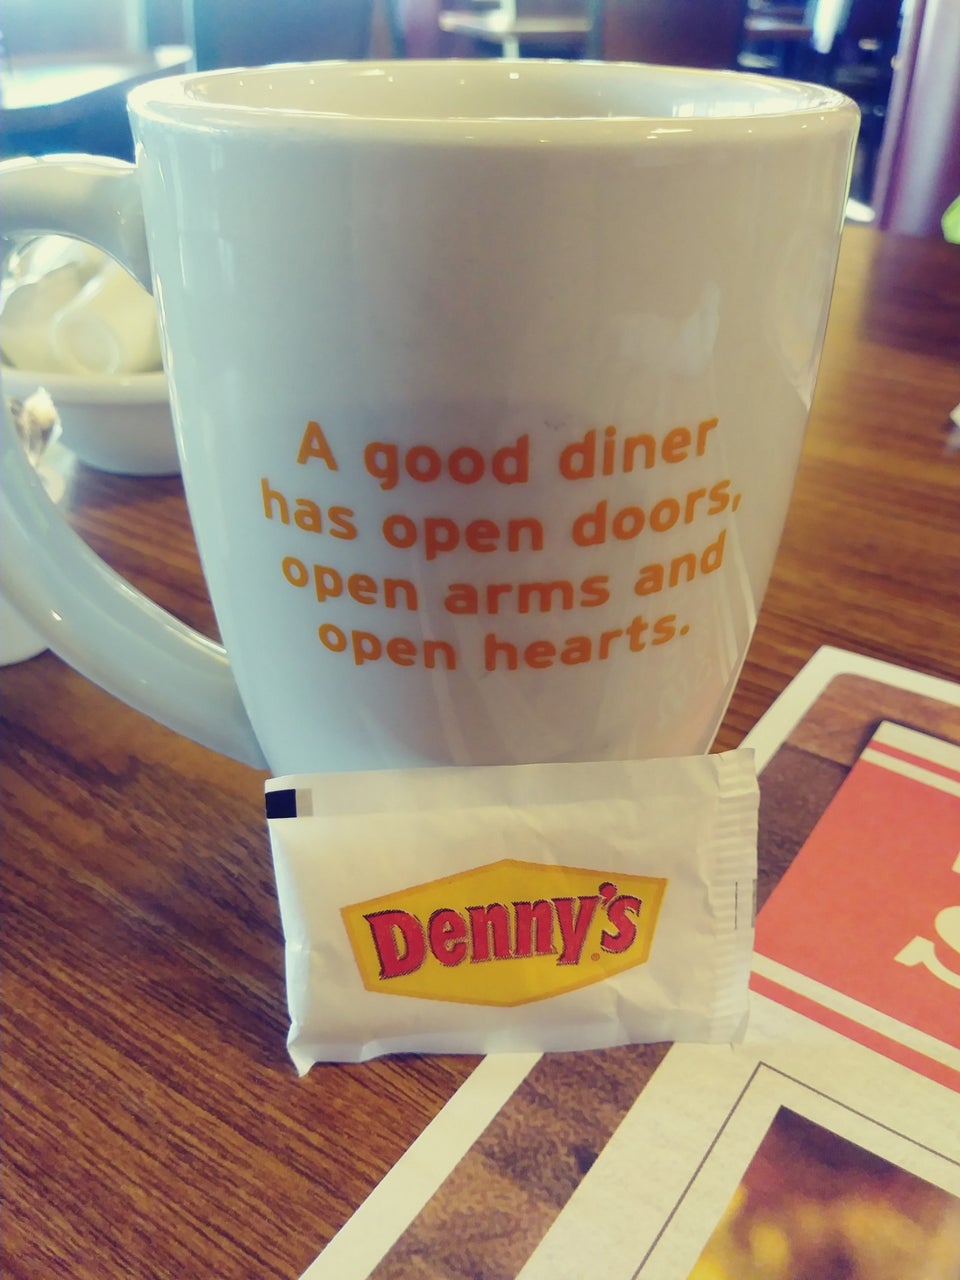 A good diner
has open doors,
open arms and
open hearts.
Denny's